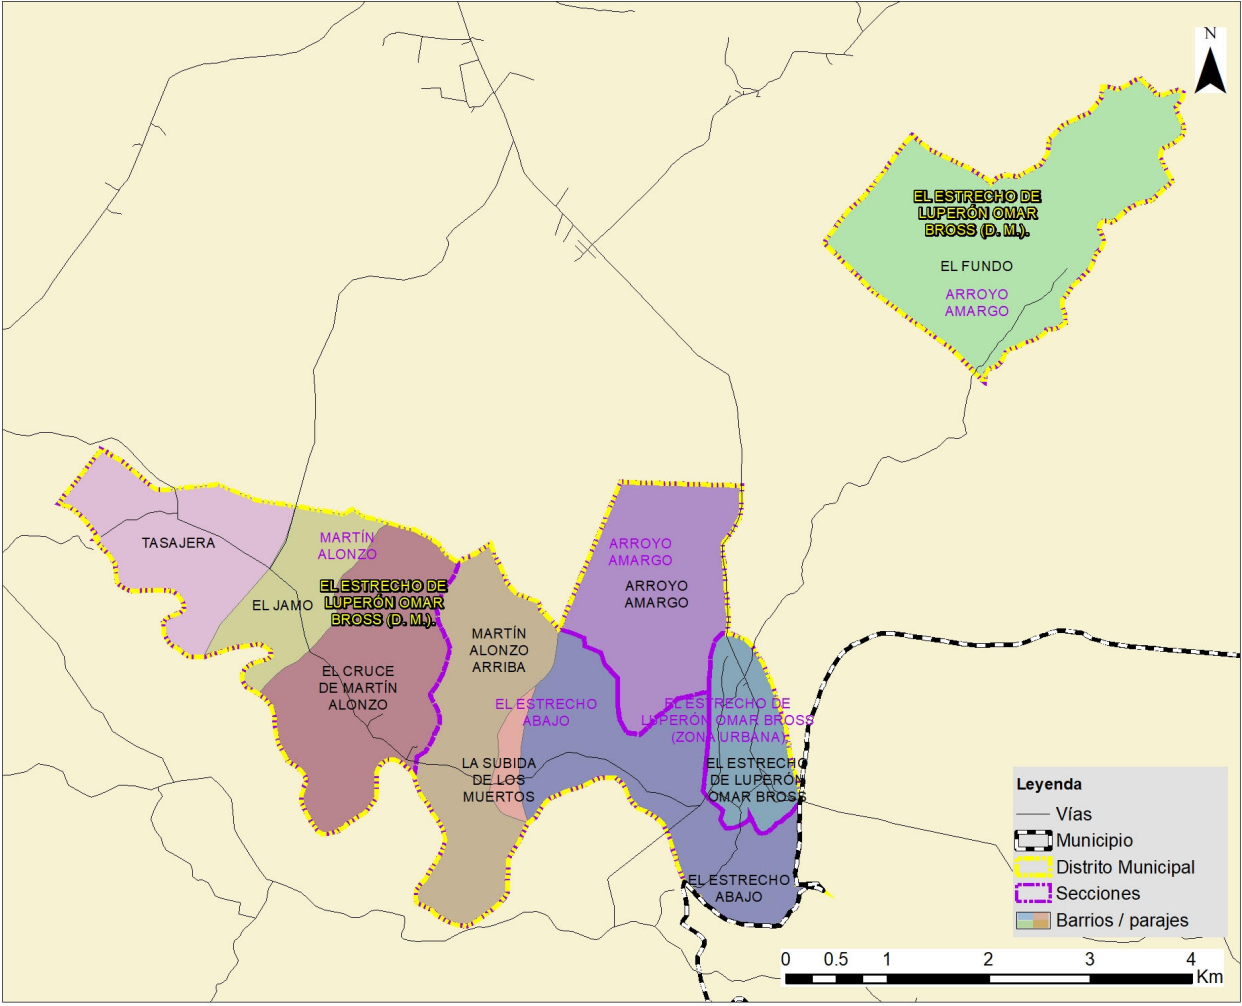 N
EL ESTRECHO DE
LUPERÓN OMAR
BROSS (D. M.).
EL FUNDO
ARROYO
AMARGO
TASAJERA
MARTÍN
ALONZO
EL JAMO
EL ESTRECHO DE
LUPERÓN OMAR
BROSS (D. M.).
EL CRUCE
DE MARTÍN
ALONZO
MARTÍN
ALONZO
ARRIBA
ARROYO
AMARGO
ARROYO
AMARGO
EL ESTRECHO
ABAJO
EL ESTRECHO DE
LUPERÓN OMAR BROSS
(ZONA URBANA)
LA SUBIDA
DE LOS
MUERTOS
EL ESTRECHO
DE LUPERÓN
OMAR BROSS
EL ESTRECHO
ABAJO
Leyenda
Vías
Municipio
Distrito Municipal
Secciones
Barrios / parajes
0 0.5 1 2 3 4
Km